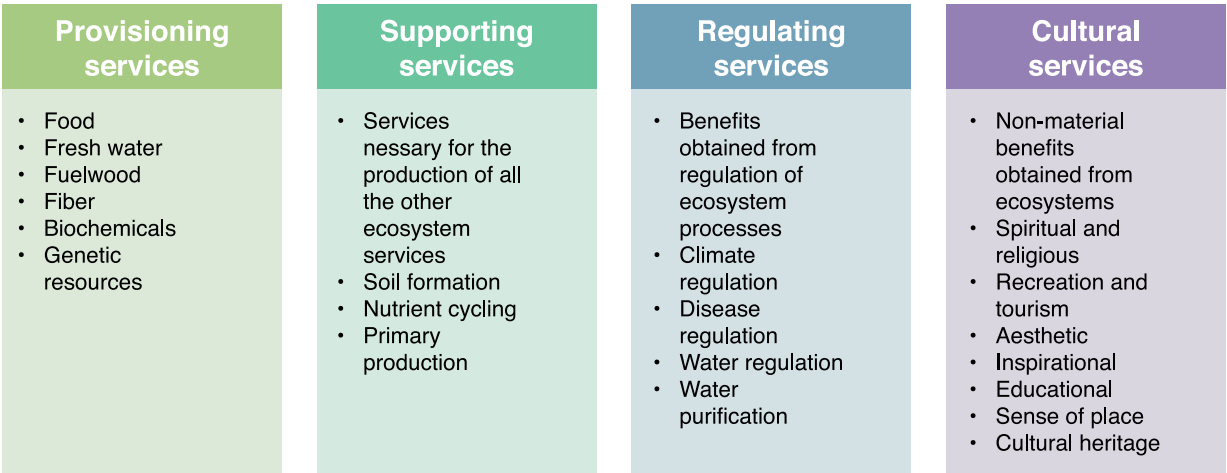 Provisioning
services
• Food
• Fresh water
• Fuelwood
• Fiber
• Biochemicals
• Genetic
resources
Supporting
services
• Services
nessary for the
production of all
the other
ecosystem
services
• Soil formation
• Nutrient cycling
• Primary
production
Regulating
services
• Benefits
obtained from
regulation of
ecosystem
processes
• Climate
regulation
• Disease
regulation
• Water regulation
• Water
purification
Cultural
services
• Non-material
benefits
obtained from
ecosystems
• Spiritual and
religious
• Recreation and
tourism
• Aesthetic
• Inspirational
• Educational
• Sense of place
• Cultural heritage